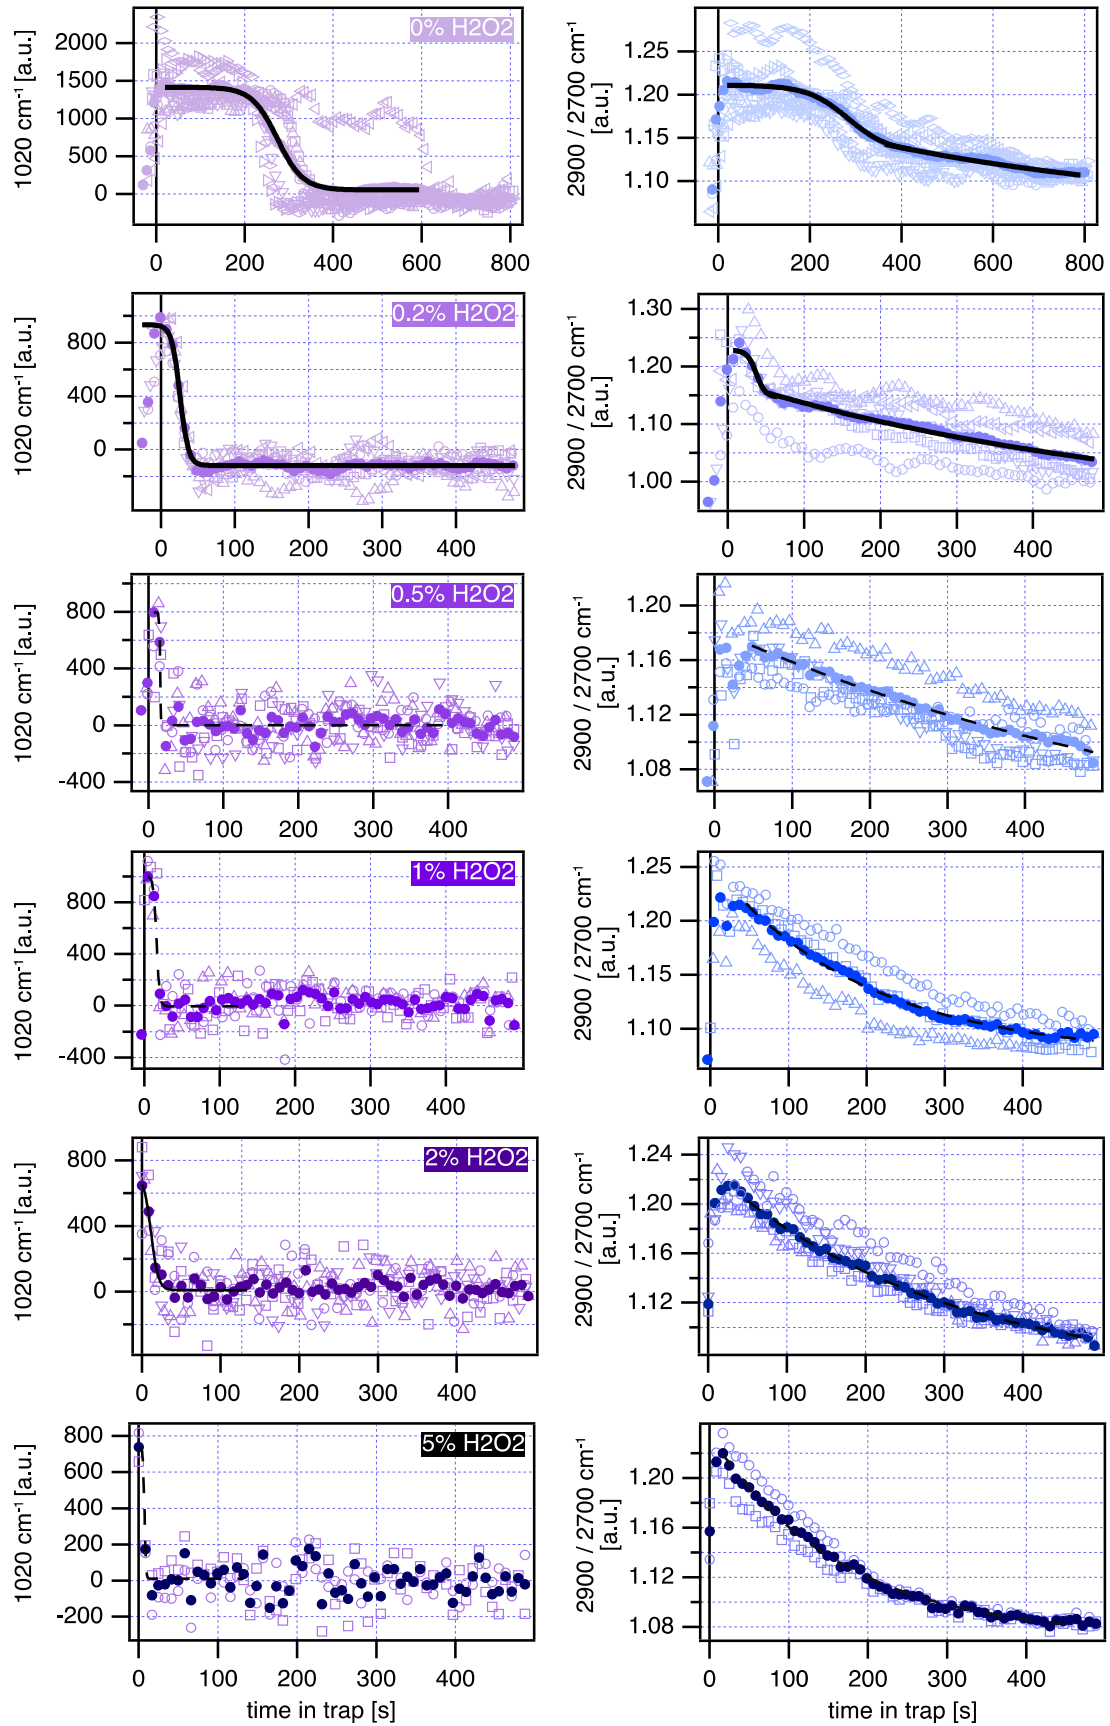 0% H2O2
1020 cm⁻¹ [a.u.]
2000
1500
1000
500
0
0 200 400 600 800
2900 / 2700 cm⁻¹
[a.u.]
1.25
1.20
1.15
1.10
0 200 400 600 800
0.2% H2O2
1020 cm⁻¹ [a.u.]
800
400
0
0 100 200 300 400
2900 / 2700 cm⁻¹
[a.u.]
1.30
1.20
1.10
1.00
0 100 200 300 400
0.5% H2O2
1020 cm⁻¹ [a.u.]
800
400
0
-400
0 100 200 300 400
2900 / 2700 cm⁻¹
[a.u.]
1.20
1.16
1.12
1.08
0 100 200 300 400
1% H2O2
1020 cm⁻¹ [a.u.]
800
400
0
-400
0 100 200 300 400
2900 / 2700 cm⁻¹
[a.u.]
1.25
1.20
1.15
1.10
0 100 200 300 400
2% H2O2
1020 cm⁻¹ [a.u.]
800
400
0
0 100 200 300 400
2900 / 2700 cm⁻¹
[a.u.]
1.24
1.20
1.16
1.12
0 100 200 300 400
5% H2O2
1020 cm⁻¹ [a.u.]
800
600
200
0
-200
0 100 200 300 400
time in trap [s]
2900 / 2700 cm⁻¹
[a.u.]
1.20
1.16
1.12
1.08
0 100 200 300 400
time in trap [s]